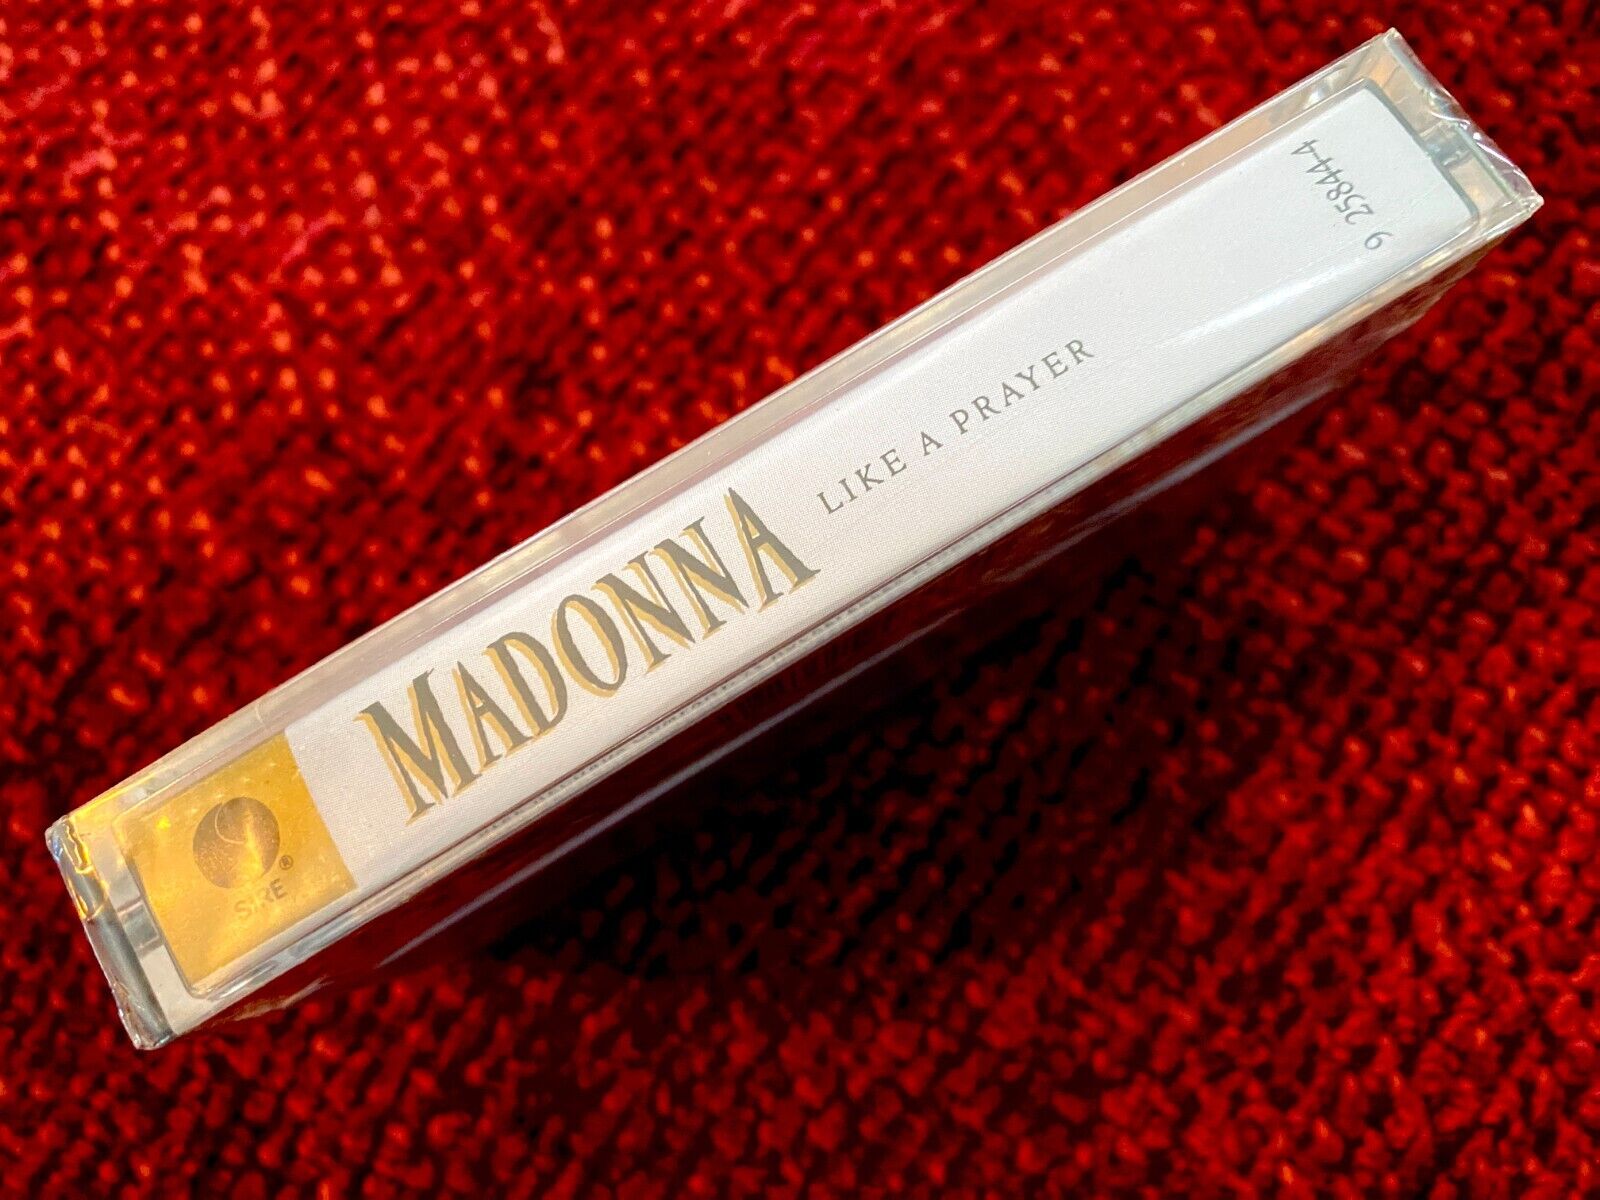 SIRE®
MADONNA
LIKE A PRAYER
9 25844-4